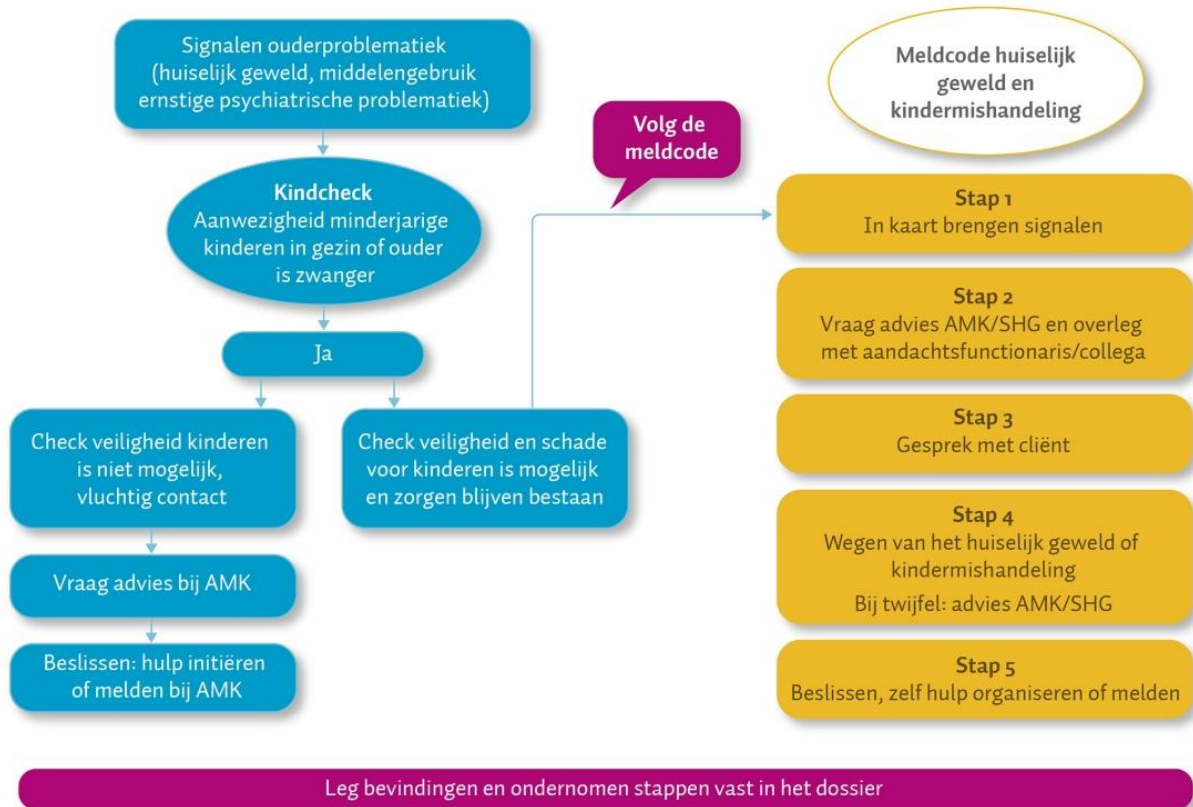 Signalen ouderproblematiek
(huiselijk geweld, middelengebruik
ernstige psychiatrische problematiek)
Kindcheck
Aanwezigheid minderjarige
kinderen in gezin of ouder
is zwanger
Ja
Check veiligheid kinderen
is niet mogelijk,
vluchtig contact
Vraag advies bij AMK
Beslissen: hulp initiëren
of melden bij AMK
Check veiligheid en schade
voor kinderen is mogelijk
en zorgen blijven bestaan
Volg de
meldcode
Meldcode huiselijk
geweld en
kindermishandeling
Stap 1
In kaart brengen signalen
Stap 2
Vraag advies AMK/SHG en overleg
met aandachtsfunctionaris/collega
Stap 3
Gesprek met cliënt
Stap 4
Wegen van het huiselijk geweld of
kindermishandeling
Bij twijfel: advies AMK/SHG
Stap 5
Beslissen, zelf hulp organiseren of melden
Leg bevindingen en ondernomen stappen vast in het dossier